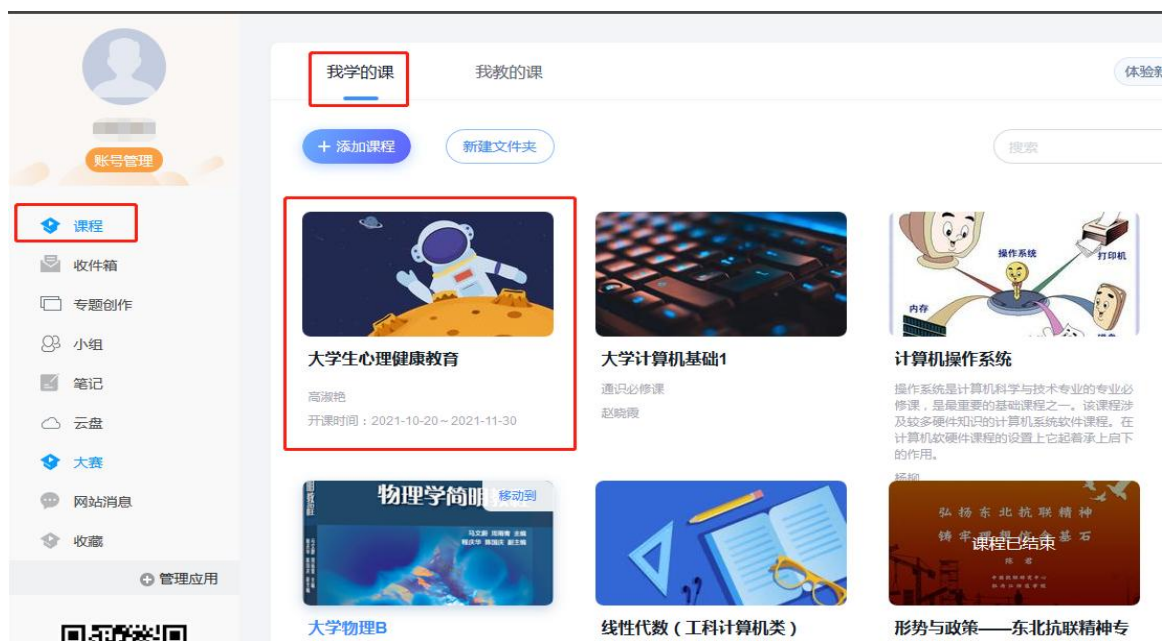 我学的课
我教的课
体验新
账号管理
+ 添加课程
新建文件夹
搜索
课程
收件箱
专题创作
小组
笔记
云盘
大赛
网站消息
收藏
管理应用
大学生心理健康教育
高淑艳
开课时间：2021-10-20～2021-11-30
大学计算机基础1
通识必修课
赵晓霞
操作系统
打印机
内存
计算机操作系统
操作系统是计算机科学与技术专业的专业必
修课，是最重要的基础课程之一。该课程涉
及较多硬件知识的计算机系统软件课程。在
计算机软硬件课程的设置上它起着承上启下
的作用。
杨柳
物理学简明
移动到
大学物理B
线性代数（工科计算机类）
弘扬东北抗联精神
课程已结束
形势与政策——东北抗联精神专